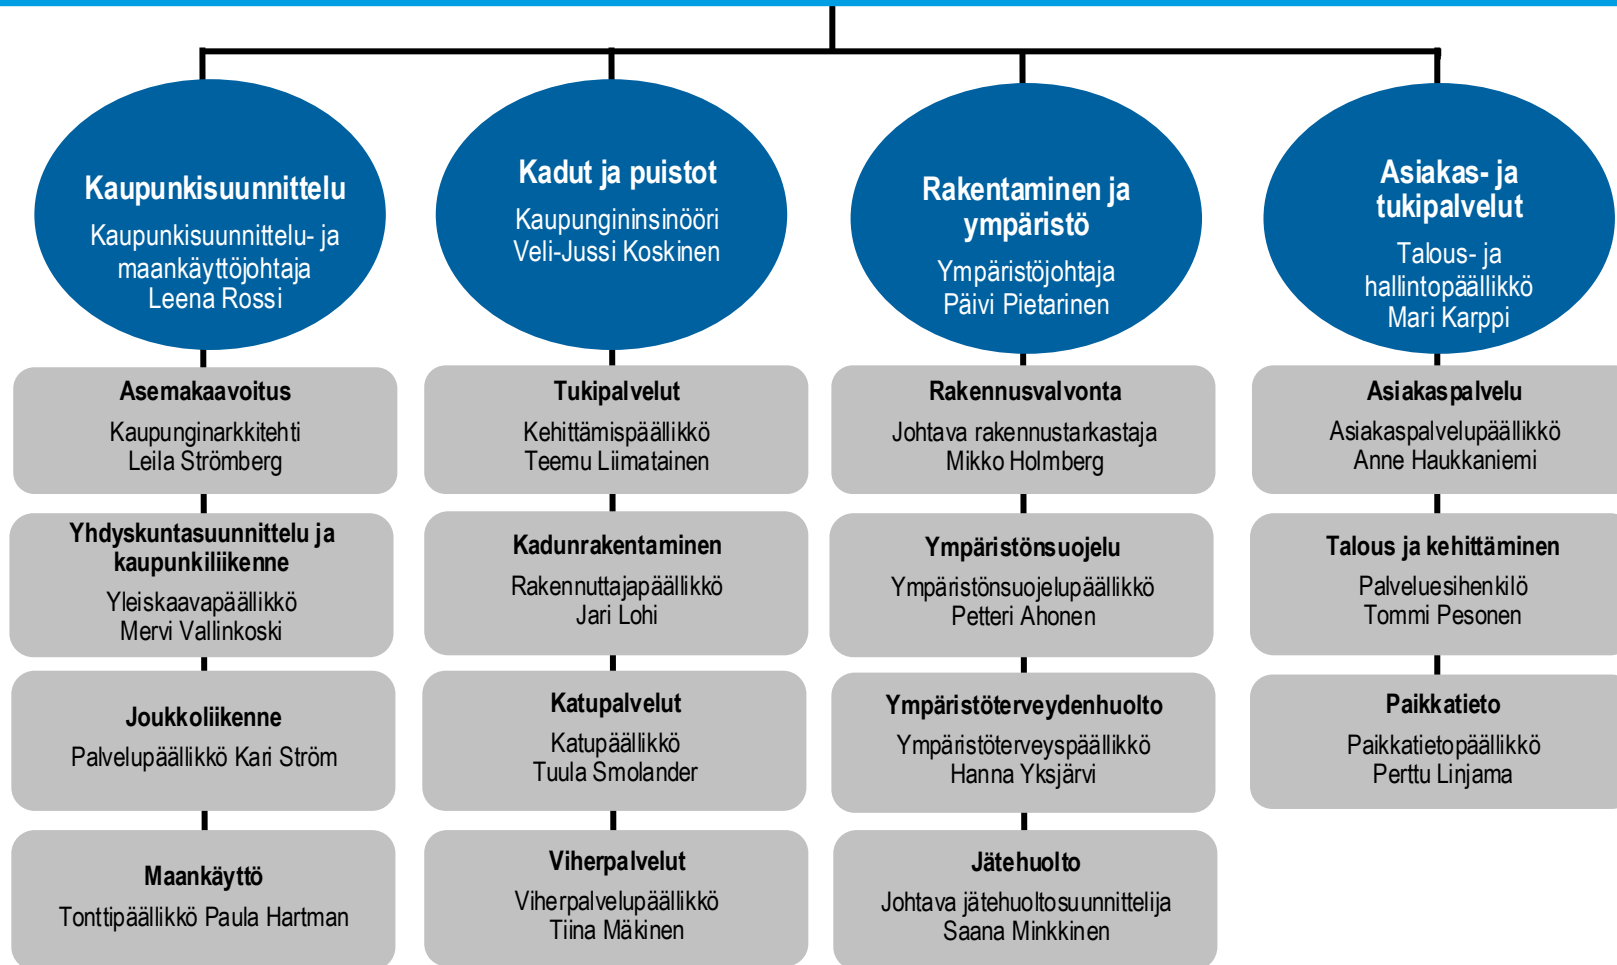 Kaupunkisuunnittelu
Kaupunkisuunnittelu- ja
maankäyttöjohtaja
Leena Rossi
Asemakaavoitus
Kaupunginarkkitehti
Leila Strömberg
Yhdyskuntasuunnittelu ja
kaupunkiliikenne
Yleiskaavapäällikkö
Mervi Vallinkoski
Joukkoliikenne
Palvelupäällikkö Kari Ström
Maankäyttö
Tonttipäällikkö Paula Hartman
Kadut ja puistot
Kaupungininsinööri
Veli-Jussi Koskinen
Tukipalvelut
Kehittämispäällikkö
Teemu Liimatainen
Kadunrakentaminen
Rakennuttajapäällikkö
Jari Lohi
Katupalvelut
Katupäällikkö
Tuula Smolander
Viherpalvelut
Viherpalvelupäällikkö
Tiina Mäkinen
Rakentaminen ja
ympäristö
Ympäristöjohtaja
Päivi Pietarinen
Rakennusvalvonta
Johtava rakennustarkastaja
Mikko Holmberg
Ympäristönsuojelu
Ympäristönsuojelupäällikkö
Petteri Ahonen
Ympäristöterveydenhuolto
Ympäristöterveyspäällikkö
Hanna Yksjärvi
Jätehuolto
Johtava jätehuoltosuunnittelija
Saana Minkkinen
Asiakas- ja
tukipalvelut
Talous- ja
hallintopäällikkö
Mari Karppi
Asiakaspalvelu
Asiakaspalvelupäällikkö
Anne Haukkaniemi
Talous ja kehittäminen
Palveluesihenkilö
Tommi Pesonen
Paikkatieto
Paikkatietopäällikkö
Perttu Linjama